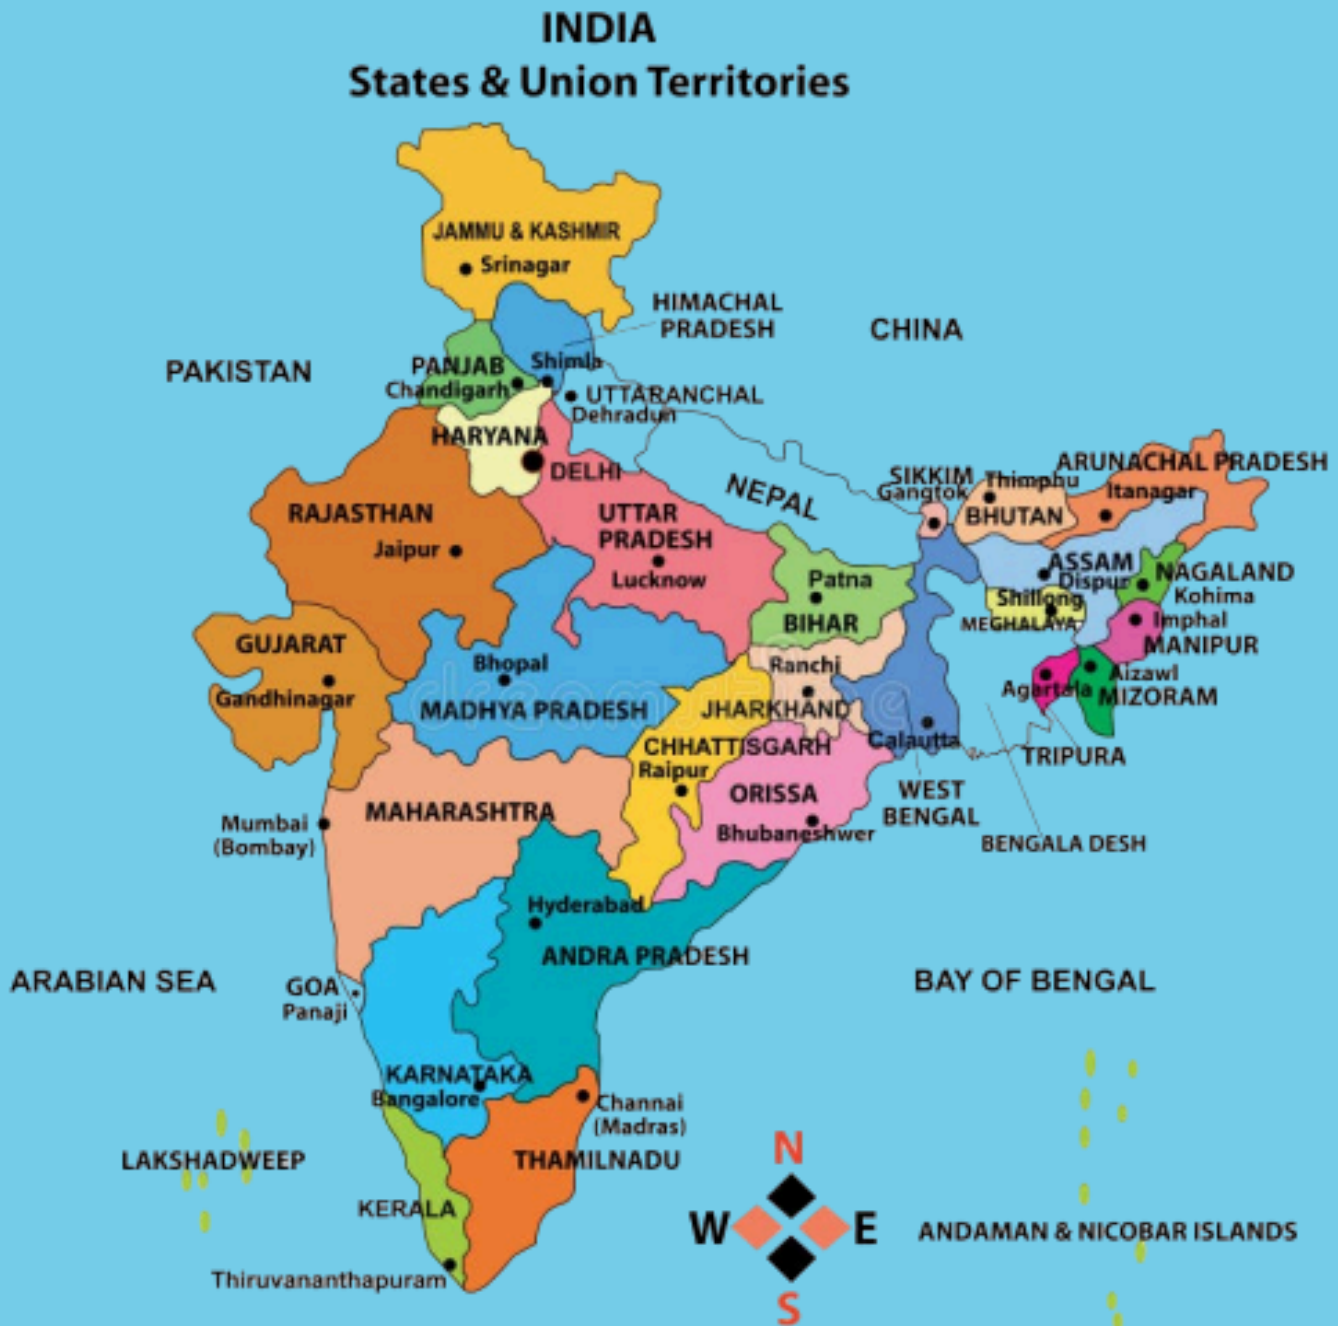 INDIA
States & Union Territories
JAMMU & KASHMIR
Srinagar
HIMACHAL
PRADESH
CHINA
PAKISTAN
PANJAB
Chandigarh
Shimla
UTTARANCHAL
Dehradun
HARYANA
DELHI
NEPAL
SIKKIM
Gangtok
Thimphu
BHUTAN
ARUNACHAL PRADESH
Itanagar
RAJASTHAN
Jaipur
UTTAR
PRADESH
Lucknow
Patna
BIHAR
ASSAM
Dispur
NAGALAND
Kohima
Shillong
MEGHALAYA
Imphal
MANIPUR
GUJARAT
Gandhinagar
Bhopal
MADHYA PRADESH
Ranchi
JHARKHAND
Agartala
Aizawl
MIZORAM
TRIPURA
CHHATTISGARH
Raipur
Calautta
WEST
BENGAL
BENGALA DESH
ORISSA
Bhubaneshwer
MAHARASHTRA
Mumbai
(Bombay)
Hyderabad
ANDRA PRADESH
ARABIAN SEA
GOA
Panaji
BAY OF BENGAL
KARNATAKA
Bangalore
Channai
(Madras)
LAKSHADWEEP
THAMILNADU
KERALA
Thiruvananthapuram
N
W E
S
ANDAMAN & NICOBAR ISLANDS
dreamstime